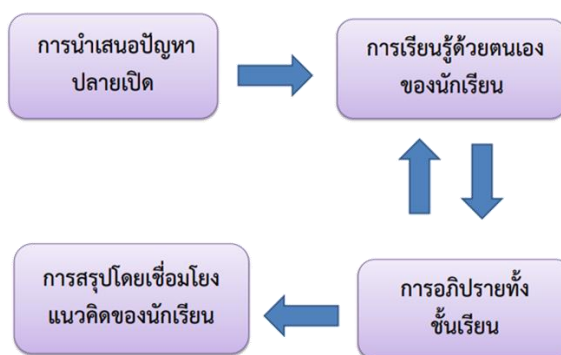 การนำเสนอปัญหา
ปลายเปิด
การเรียนรู้ด้วยตนเอง
ของนักเรียน
การอภิปรายทั้ง
ชั้นเรียน
การสรุปโดยเชื่อมโยง
แนวคิดของนักเรียน